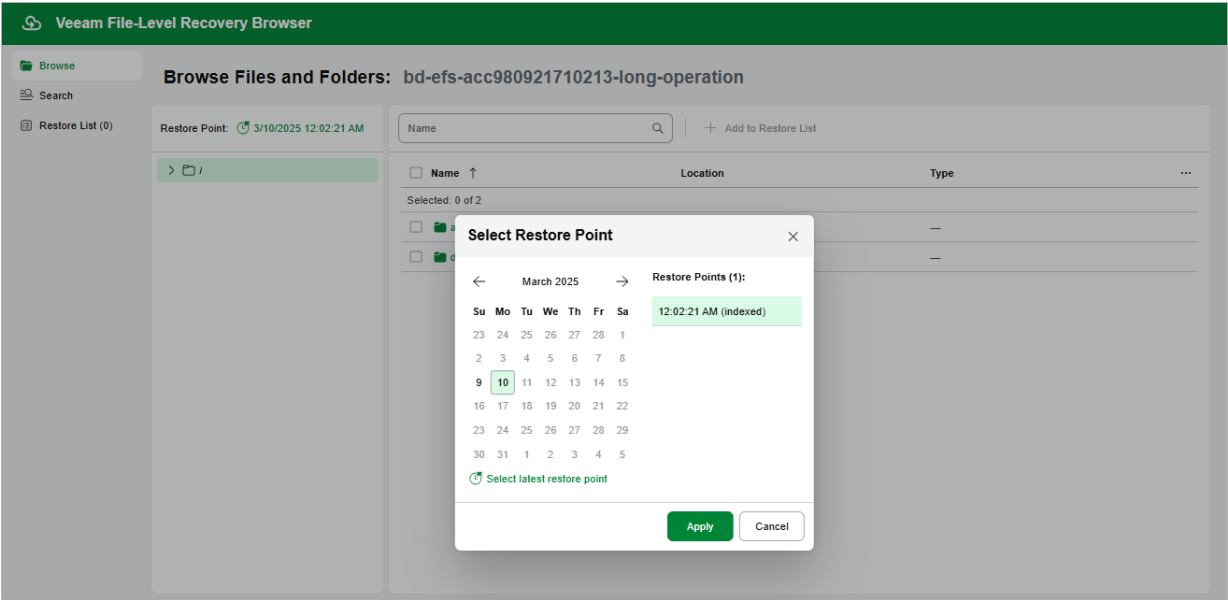 Veeam File-Level Recovery Browser
Browse
Search
Restore List (0)
Browse Files and Folders: bd-efs-acc980921710213-long-operation
Restore Point: 3/10/2025 12:02:21 AM
/
Name
Add to Restore List
Name Location Type ...
Selected: 0 of 2
—
—
Select Restore Point
March 2025
Su Mo Tu We Th Fr Sa
23 24 25 26 27 28 1
2 3 4 5 6 7 8
9 10 11 12 13 14 15
16 17 18 19 20 21 22
23 24 25 26 27 28 29
30 31 1 2 3 4 5
Select latest restore point
Restore Points (1):
12:02:21 AM (indexed)
Apply
Cancel